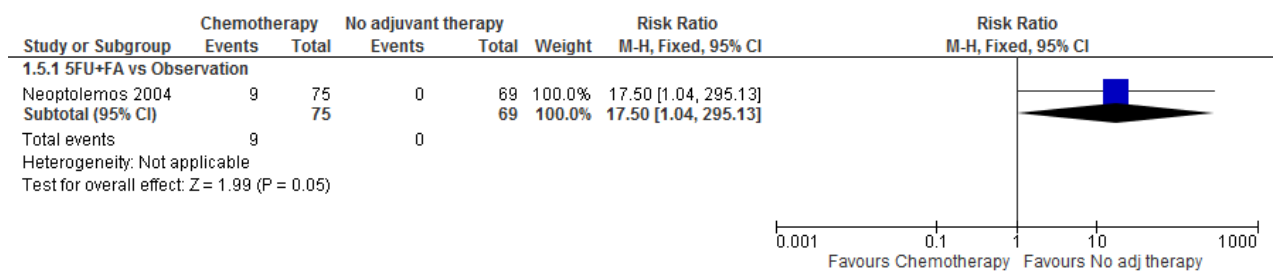 Chemotherapy No adjuvant therapy Risk Ratio Risk Ratio
Study or Subgroup Events Total Events Total Weight M-H, Fixed, 95% CI M-H, Fixed, 95% CI
1.5.1 5FU+FA vs Observation
Neoptolemos 2004 9 75 0 69 100.0% 17.50 [1.04, 295.13]
Subtotal (95% CI) 75 69 100.0% 17.50 [1.04, 295.13]
Total events 9 0
Heterogeneity: Not applicable
Test for overall effect: Z = 1.99 (P = 0.05)
0.001 0.1 1 10 1000
Favours Chemotherapy Favours No adj therapy